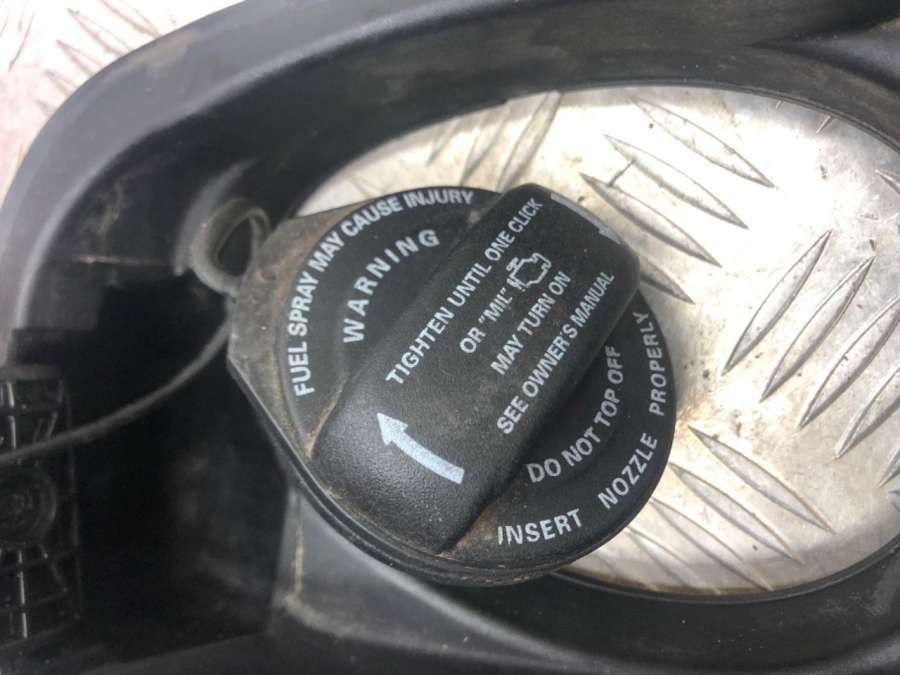 FUEL SPRAY MAY CAUSE INJURY
WARNING
TIGHTEN UNTIL ONE CLICK
OR "MIL"
MAY TURN ON
SEE OWNER'S MANUAL
DO NOT TOP OFF
INSERT NOZZLE PROPERLY